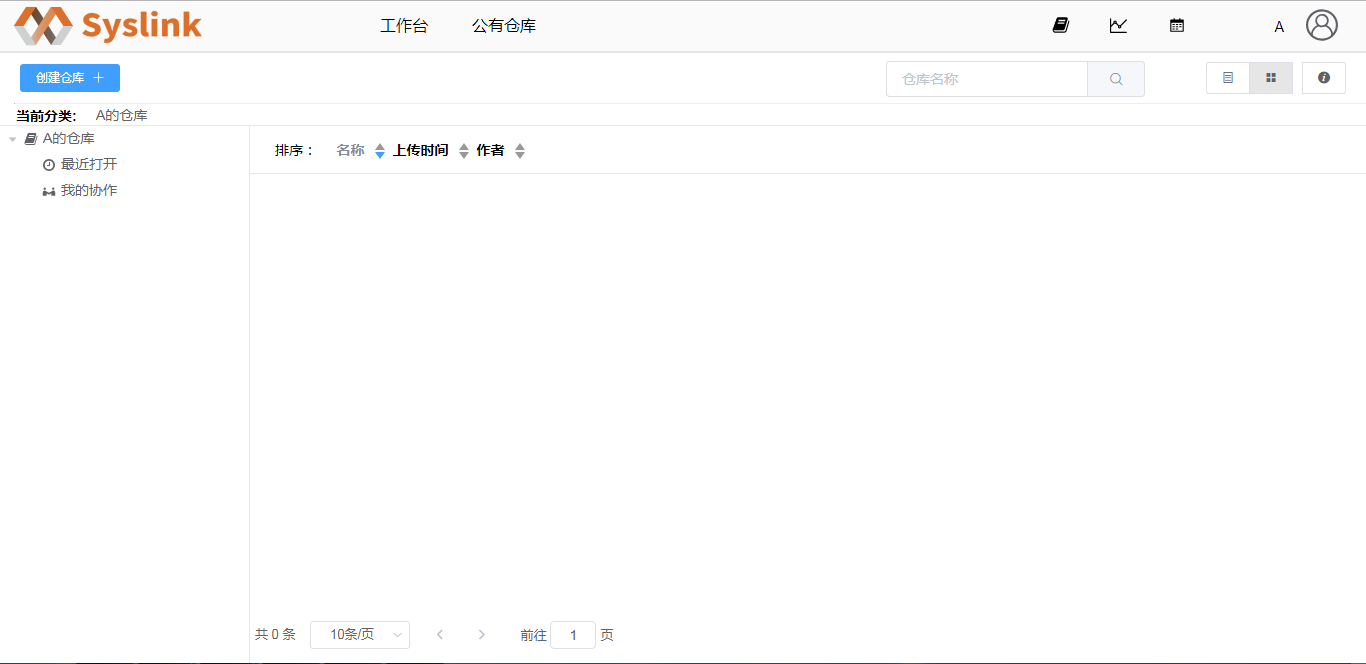 Syslink 工作台 公有仓库 A
创建仓库 仓库名称
当前分类: A的仓库
A的仓库
最近打开
我的协作
排序： 名称 上传时间 作者
共 0 条 10条/页 前往 1 页